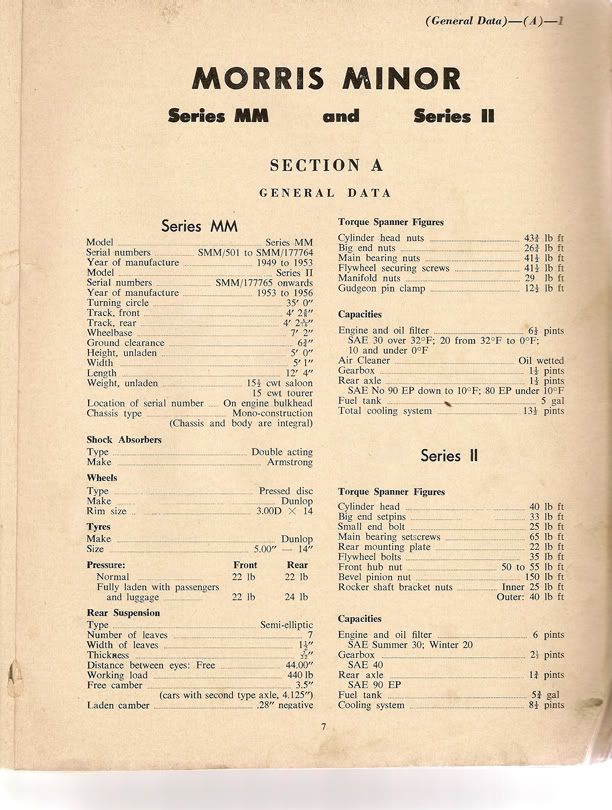 (General Data)—(A)—1
MORRIS MINOR
Series MM and Series II
SECTION A
GENERAL DATA
Series MM
Model Series MM
Serial numbers SMM/501 to SMM/177764
Year of manufacture 1949 to 1953
Model Series II
Serial numbers SMM/177765 onwards
Year of manufacture 1953 to 1956
Turning circle 35' 0"
Track, front
Track, rear
Wheelbase 7' 2"
Ground clearance 6¾"
Height, unladen 5' 0"
Width 5' 1"
Length 12' 4"
Weight, unladen 15½ cwt saloon
15 cwt tourer
Location of serial number On engine bulkhead
Chassis type Mono-construction
(Chassis and body are integral)
Shock Absorbers
Type Double acting
Make Armstrong
Wheels
Type Pressed disc
Make Dunlop
Rim size 3.00D × 14
Tyres
Make Dunlop
Size 5.00" — 14"
Pressure: Front Rear
Normal 22 lb 22 lb
Fully laden with passengers
and luggage 22 lb 24 lb
Rear Suspension
Type Semi-elliptic
Number of leaves 7
Width of leaves 1½"
Thickness
Distance between eyes: Free 44.00"
Working load 440 lb
Free camber 3.5"
(cars with second type axle, 4.125")
Laden camber .28" negative
Torque Spanner Figures
Cylinder head nuts 43¾ lb ft
Big end nuts 26¾ lb ft
Main bearing nuts 41½ lb ft
Flywheel securing screws 41½ lb ft
Manifold nuts 29 lb ft
Gudgeon pin clamp 12½ lb ft
Capacities
Engine and oil filter 6½ pints
SAE 30 over 32°F; 20 from 32°F to 0°F;
10 and under 0°F
Air Cleaner Oil wetted
Gearbox 1½ pints
Rear axle 1½ pints
SAE No 90 EP down to 10°F; 80 EP under 10°F
Fuel tank 5 gal
Total cooling system 13½ pints
Series II
Torque Spanner Figures
Cylinder head 40 lb ft
Big end setpins 33 lb ft
Small end bolt 25 lb ft
Main bearing setscrews 65 lb ft
Rear mounting plate 22 lb ft
Flywheel bolts 35 lb ft
Front hub nut 50 to 55 lb ft
Bevel pinion nut 150 lb ft
Rocker shaft bracket nuts Inner 25 lb ft
Outer: 40 lb ft
Capacities
Engine and oil filter 6 pints
SAE Summer 30; Winter 20
Gearbox 2½ pints
SAE 40
Rear axle 1¾ pints
SAE 90 EP
Fuel tank 5¾ gal
Cooling system 8½ pints
7